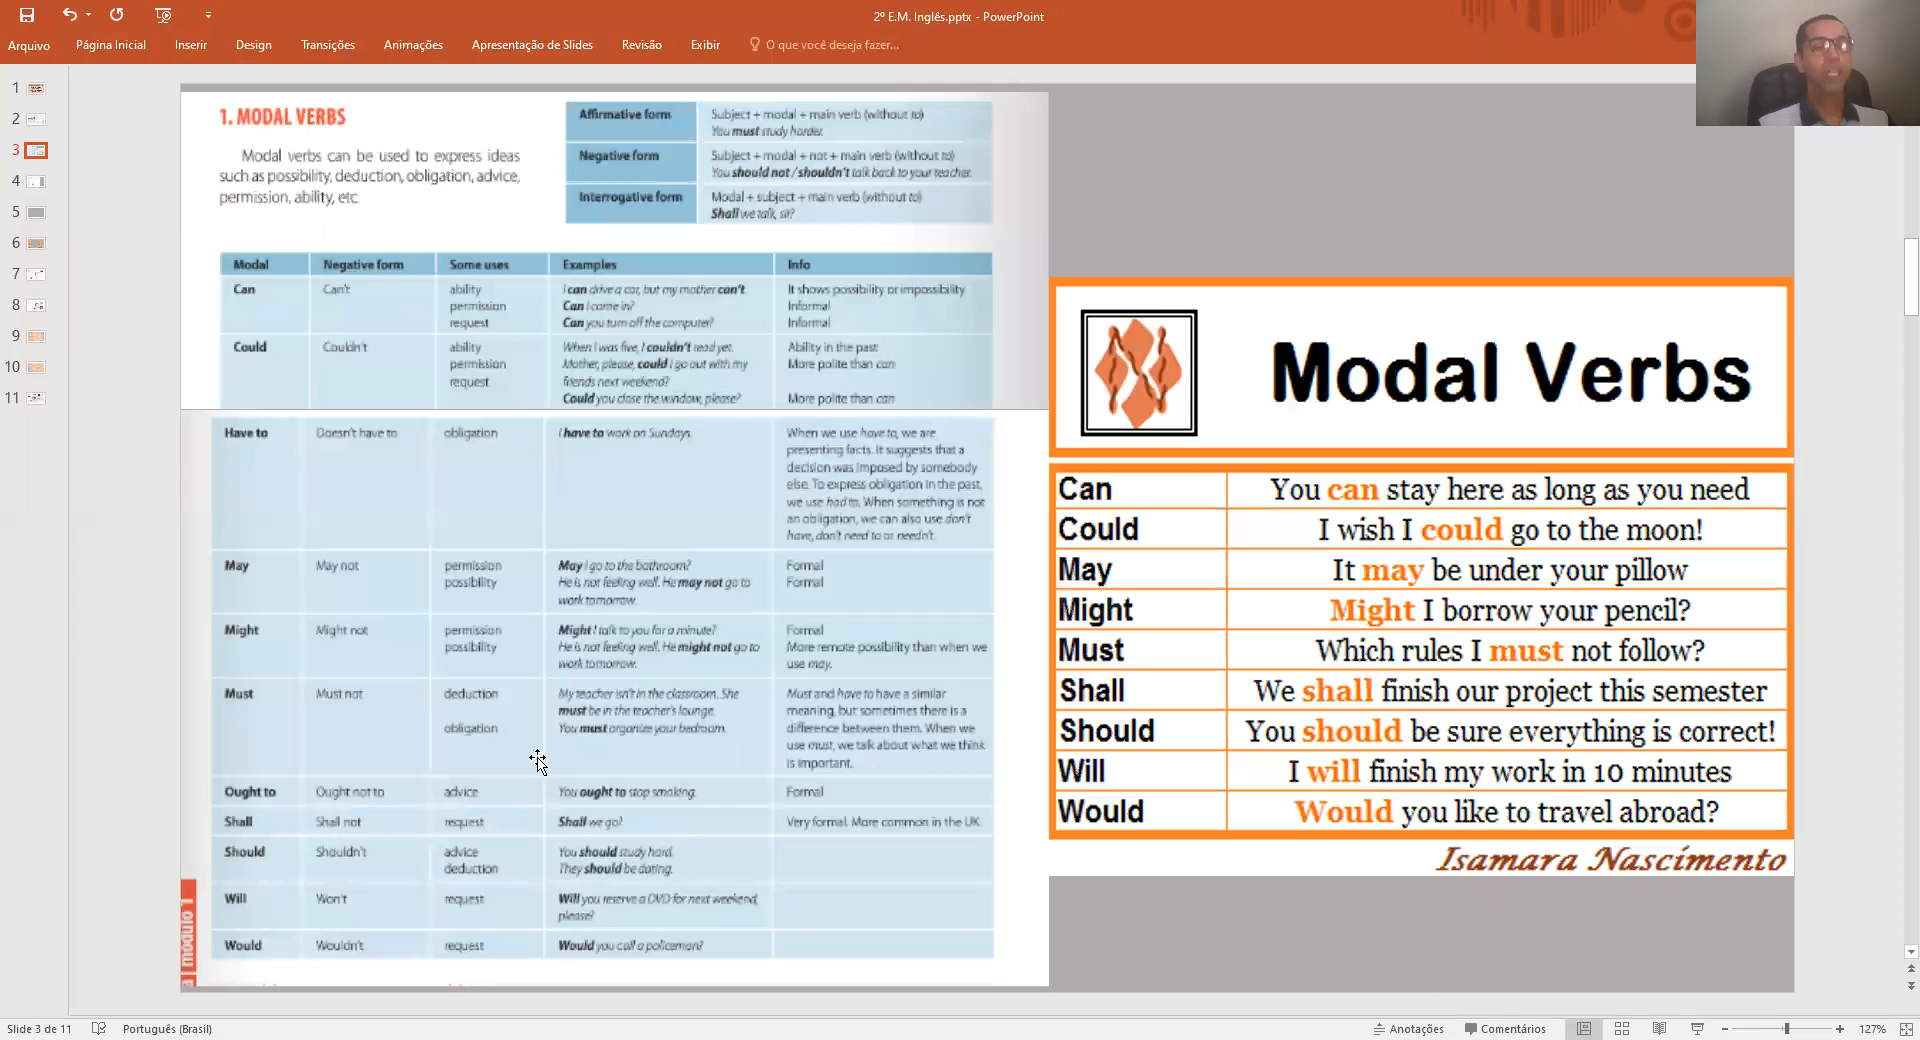 2º E.M. Inglês.pptx - PowerPoint
Arquivo Página Inicial Inserir Design Transições Animações Apresentação de Slides Revisão Exibir O que você deseja fazer...
1
2
3
4
5
6
7
8
9
10
11
1. MODAL VERBS
Modal verbs can be used to express ideas
such as possibility, deduction, obligation, advice,
permission, ability, etc.
Affirmative form Subject + modal + main verb (without to)
You must study harder.
Negative form Subject + modal + not + main verb (without to)
You should not / shouldn't talk back to your teacher.
Interrogative form Modal + subject + main verb (without to)
Shall we talk, sir?
Modal Negative form Some uses Examples Info
Can Can't ability I can drive a car, but my mother can't It shows possibility or impossibility
permission Can I come in? Informal
request Can you turn off the computer? Informal
Could Couldn't ability When I was five, I couldn't read yet. Ability in the past
permission Mother, please, could I go out with my More polite than can
request friends next weekend?
Could you close the window, please? More polite than can
Have to Doesn't have to obligation I have to work on Sundays. When we use have to, we are
presenting facts. It suggests that a
decision was imposed by somebody
else. To express obligation in the past,
we use had to. When something is not
an obligation, we can also use don't
have, don't need to or needn't.
May May not permission May I go to the bathroom? Formal
possibility He is not feeling well. He may not go to Formal
work tomorrow.
Might Might not permission Might I talk to you for a minute? Formal
possibility He is not feeling well. He might not go to More remote possibility than when we
work tomorrow. use may.
Must Must not deduction My teacher isn't in the classroom. She Must and have to have a similar
must be in the teacher's lounge. meaning, but sometimes there is a
obligation You must organize your bedroom. difference between them. When we
use must, we talk about what we think
is important.
Ought to Ought not to advice You ought to stop smoking. Formal
Shall Shall not request Shall we go? Very formal. More common in the UK.
Should Shouldn't advice You should study hard.
deduction They should be dating.
Will Won't request Will you reserve a DVD for next weekend,
please?
Would Wouldn't request Would you call a policeman?
módulo 1
Modal Verbs
Can You can stay here as long as you need
Could I wish I could go to the moon!
May It may be under your pillow
Might Might I borrow your pencil?
Must Which rules I must not follow?
Shall We shall finish our project this semester
Should You should be sure everything is correct!
Will I will finish my work in 10 minutes
Would Would you like to travel abroad?
Isamara Nascimento
Slide 3 de 11 Português (Brasil) Anotações Comentários 127%